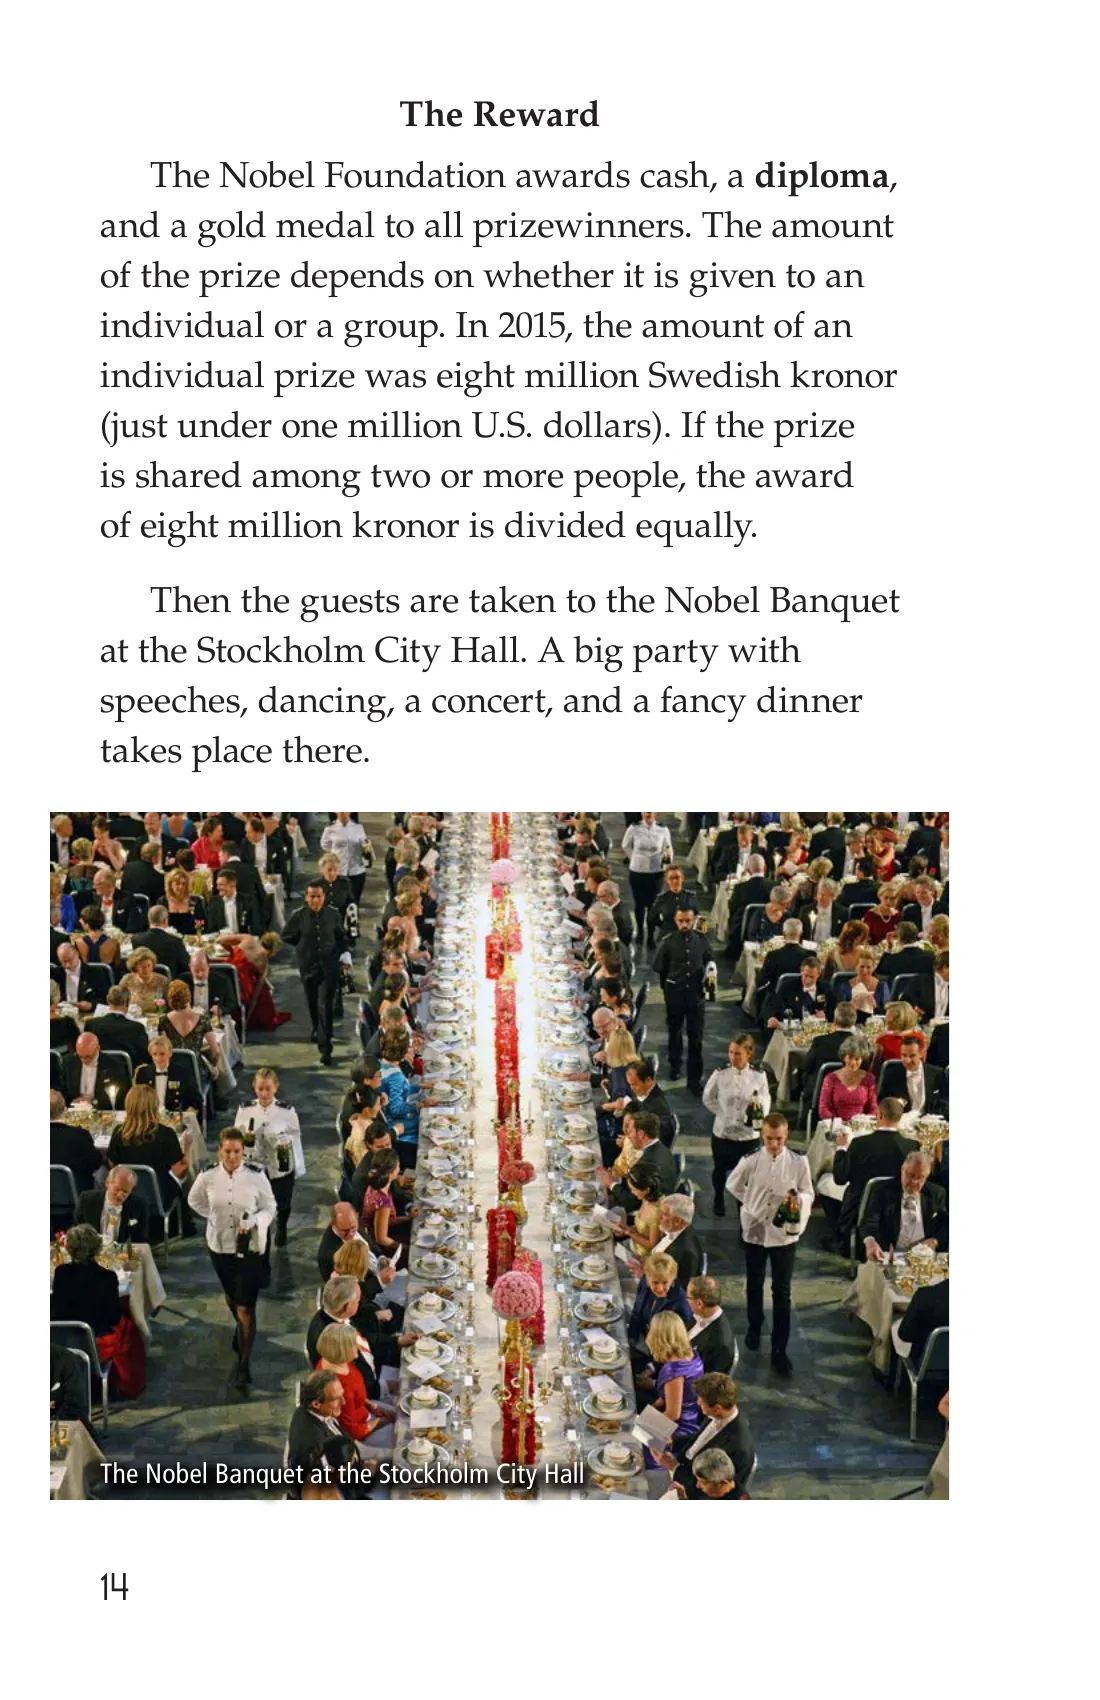 The Reward
The Nobel Foundation awards cash, a diploma,
and a gold medal to all prizewinners. The amount
of the prize depends on whether it is given to an
individual or a group. In 2015, the amount of an
individual prize was eight million Swedish kronor
(just under one million U.S. dollars). If the prize
is shared among two or more people, the award
of eight million kronor is divided equally.
Then the guests are taken to the Nobel Banquet
at the Stockholm City Hall. A big party with
speeches, dancing, a concert, and a fancy dinner
takes place there.
The Nobel Banquet at the Stockholm City Hall
14